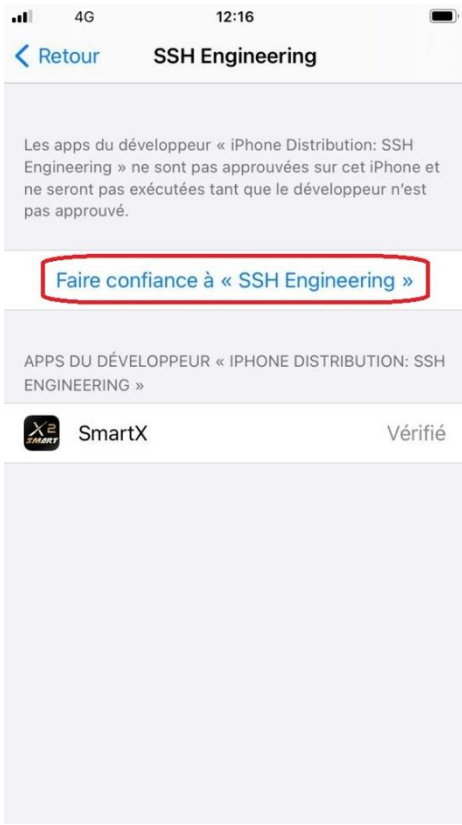 4G 12:16
Retour SSH Engineering
Les apps du développeur « iPhone Distribution: SSH
Engineering » ne sont pas approuvées sur cet iPhone et
ne seront pas exécutées tant que le développeur n’est
pas approuvé.
Faire confiance à « SSH Engineering »
APPS DU DÉVELOPPEUR « IPHONE DISTRIBUTION: SSH
ENGINEERING »
X2
SMART
SmartX Vérifié